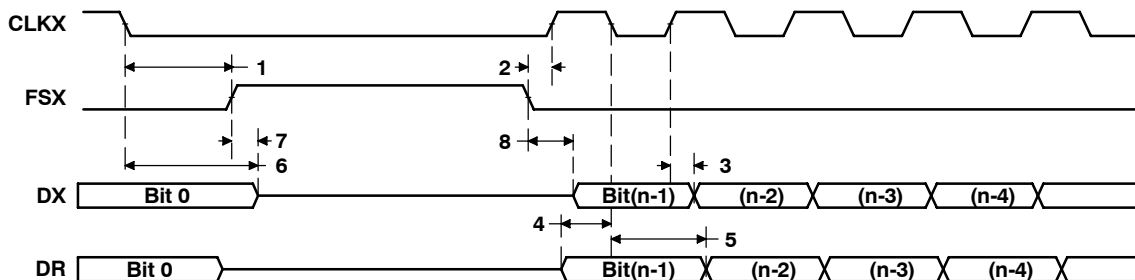 CLKX
1
2
FSX
7
8
6
3
DX
Bit 0
Bit(n-1)
(n-2)
(n-3)
(n-4)
4
5
DR
Bit 0
Bit(n-1)
(n-2)
(n-3)
(n-4)